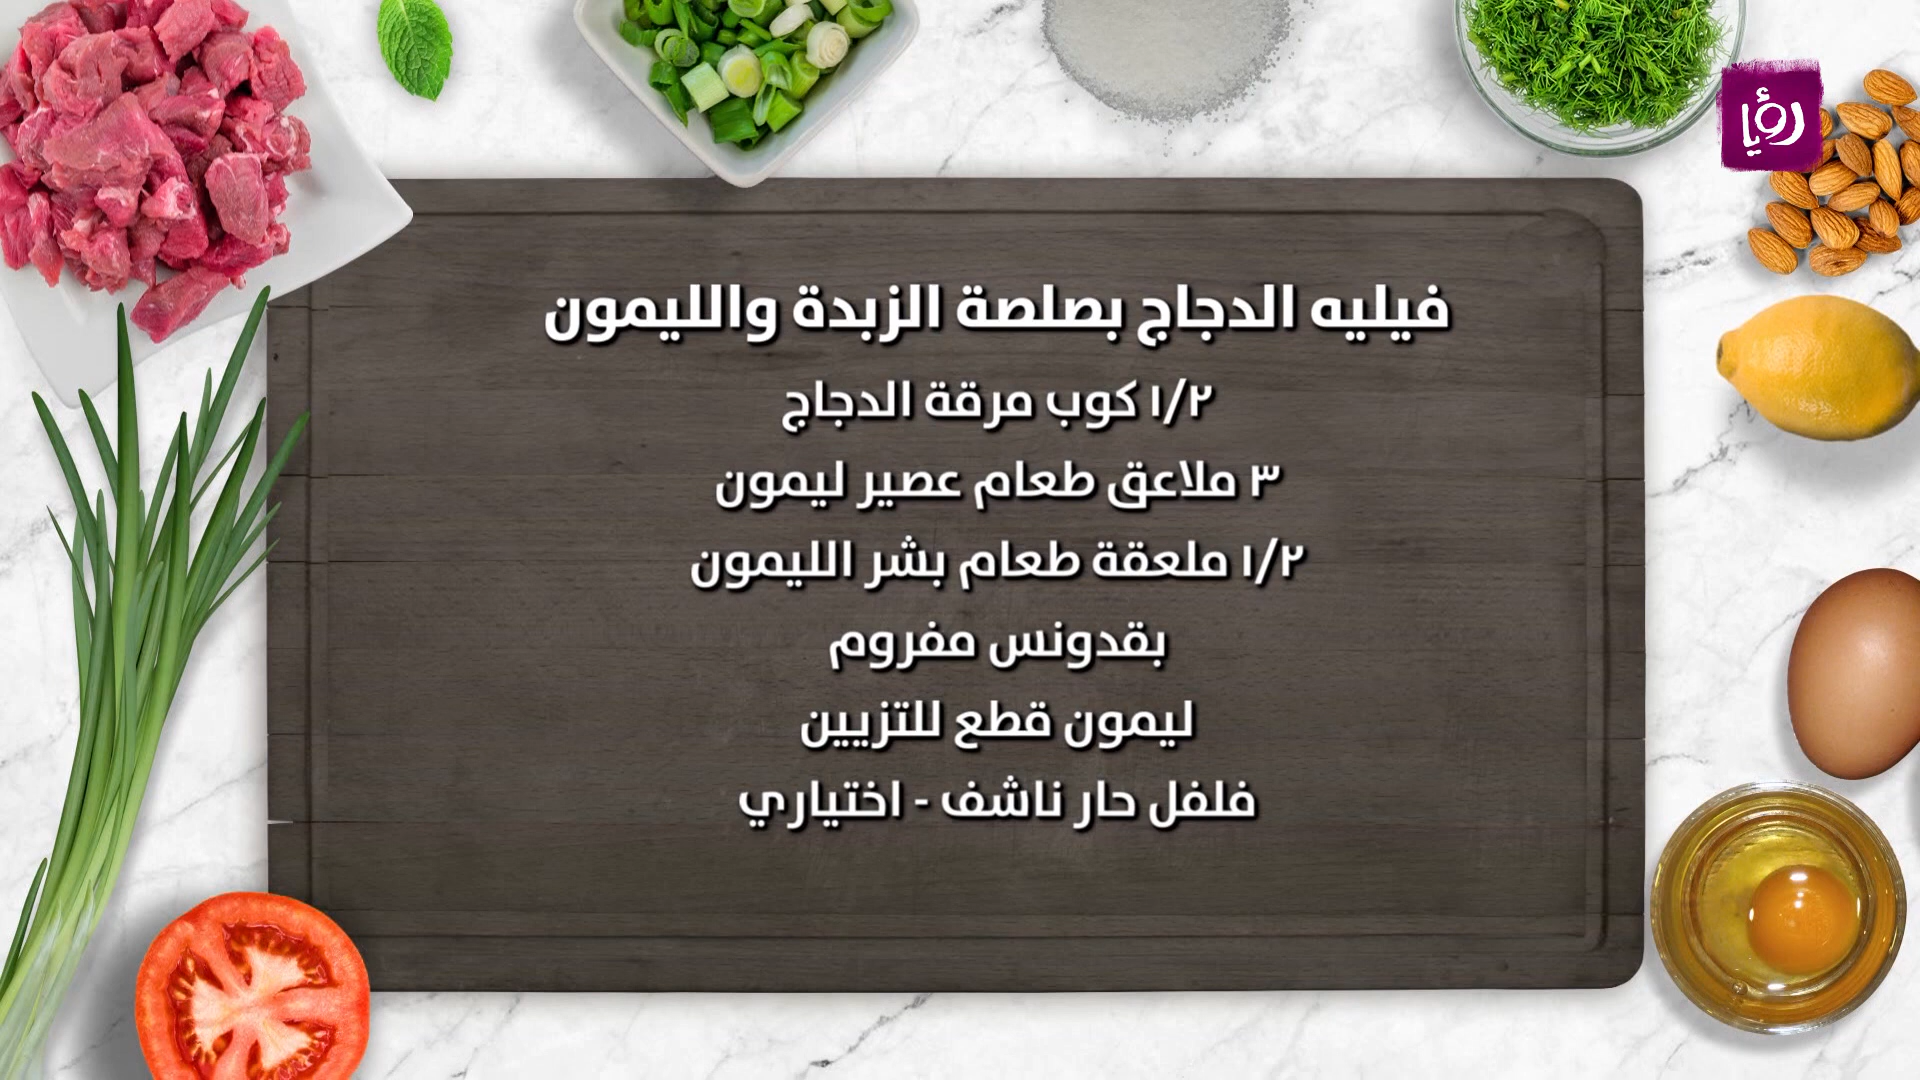 رؤيا
فيليه الدجاج بصلصة الزبدة والليمون
١/٢ كوب مرقة الدجاج
٣ ملاعق طعام عصير ليمون
١/٢ ملعقة طعام بشر الليمون
بقدونس مفروم
ليمون قطع للتزيين
فلفل حار ناشف - اختياري